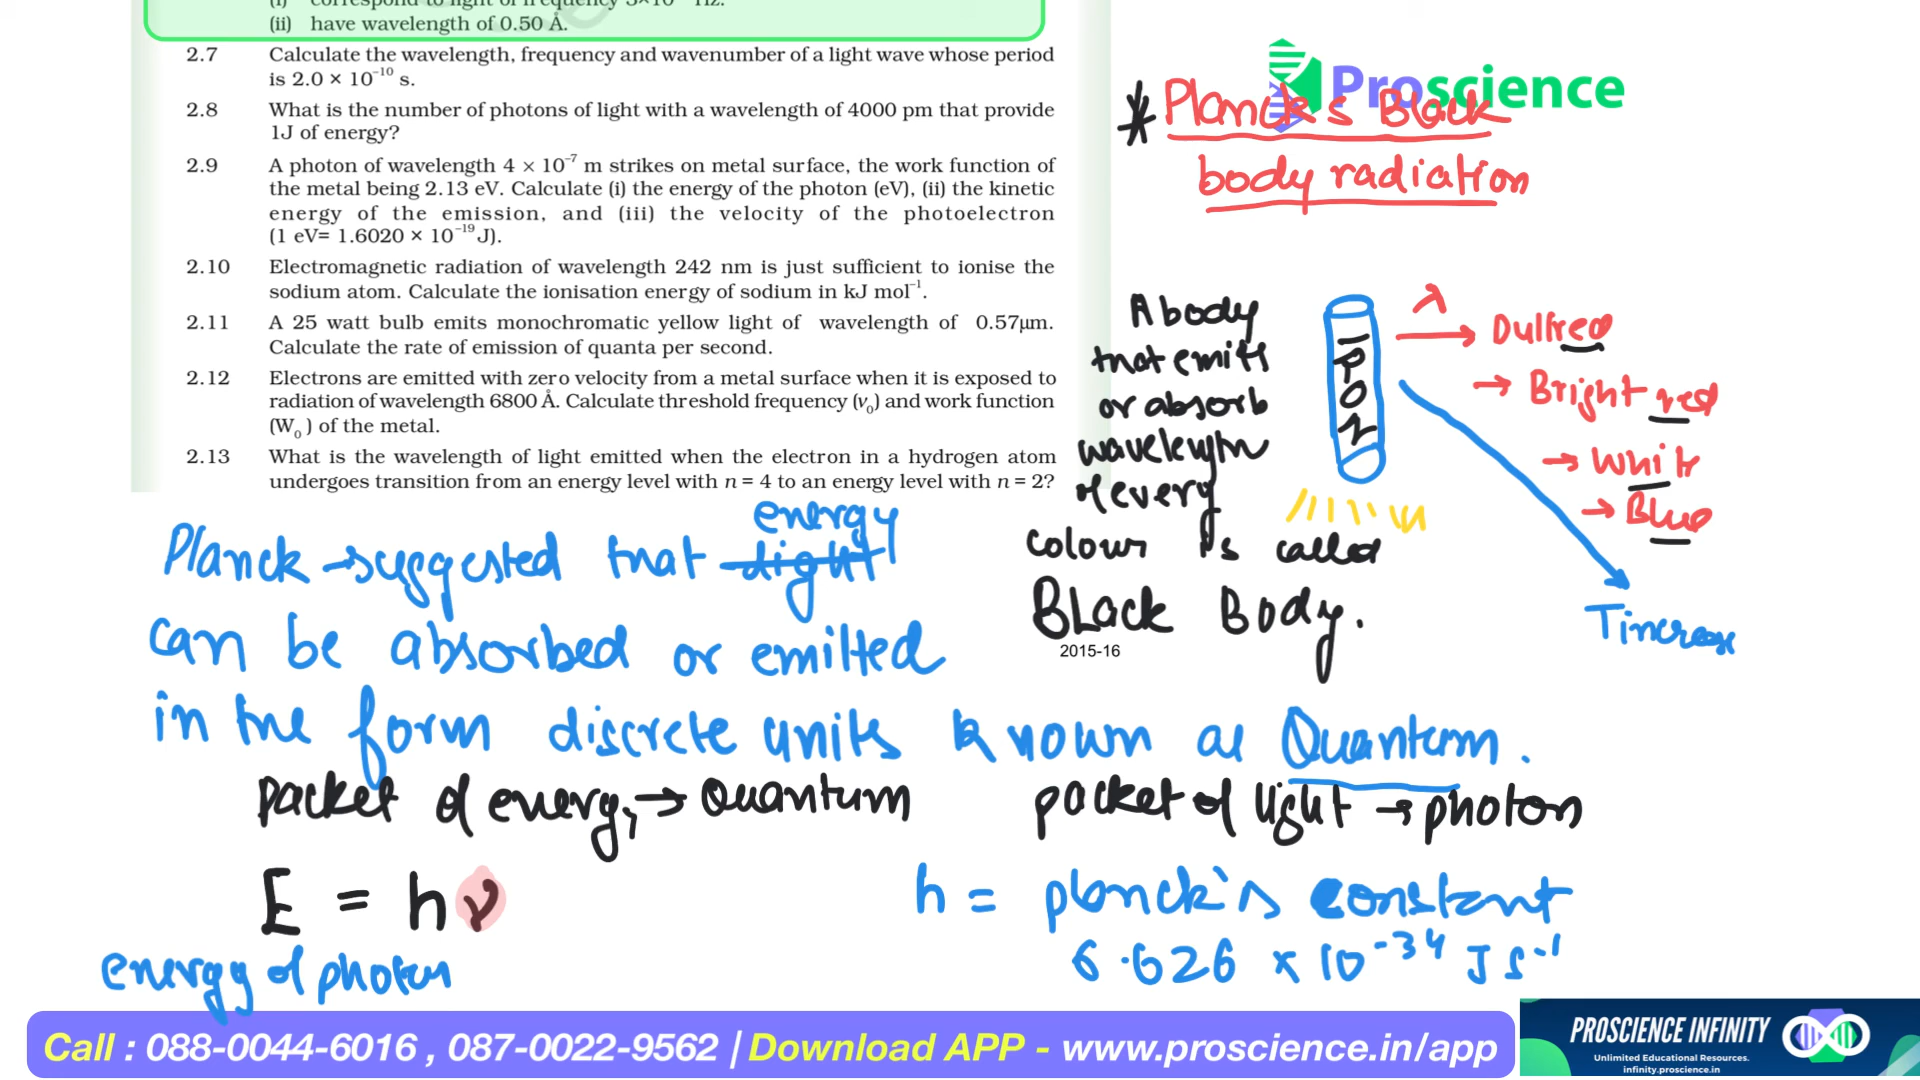 (ii) have wavelength of 0.50 Å.
2.7 Calculate the wavelength, frequency and wavenumber of a light wave whose period
is 2.0 × 10⁻¹⁰ s.
2.8 What is the number of photons of light with a wavelength of 4000 pm that provide
1J of energy?
2.9 A photon of wavelength 4 × 10⁻⁷ m strikes on metal surface, the work function of
the metal being 2.13 eV. Calculate (i) the energy of the photon (eV), (ii) the kinetic
energy of the emission, and (iii) the velocity of the photoelectron
(1 eV= 1.6020 × 10⁻¹⁹ J).
2.10 Electromagnetic radiation of wavelength 242 nm is just sufficient to ionise the
sodium atom. Calculate the ionisation energy of sodium in kJ mol⁻¹.
2.11 A 25 watt bulb emits monochromatic yellow light of wavelength of 0.57μm.
Calculate the rate of emission of quanta per second.
2.12 Electrons are emitted with zero velocity from a metal surface when it is exposed to
radiation of wavelength 6800 Å. Calculate threshold frequency (ν₀) and work function
(W₀ ) of the metal.
2.13 What is the wavelength of light emitted when the electron in a hydrogen atom
undergoes transition from an energy level with n = 4 to an energy level with n = 2?
Proscience
* Planck's Black
body radiation
A body
that emits
or absorb
wavelength
of every
colour is called
Black Body.
2015-16
IRON
λ
→ Dull red
→ Bright red
→ White
→ Blue
T increase
energy
Planck → suggested that light
can be absorbed or emitted
in the form discrete units known as Quantum.
packet of energy, → Quantum packet of light → photon
E = hν h = planck's constant
energy of photon 6.626 × 10⁻³⁴ J s⁻¹
Call : 088-0044-6016 , 087-0022-9562 | Download APP - www.proscience.in/app
PROSCIENCE INFINITY
Unlimited Educational Resources.
infinity.proscience.in